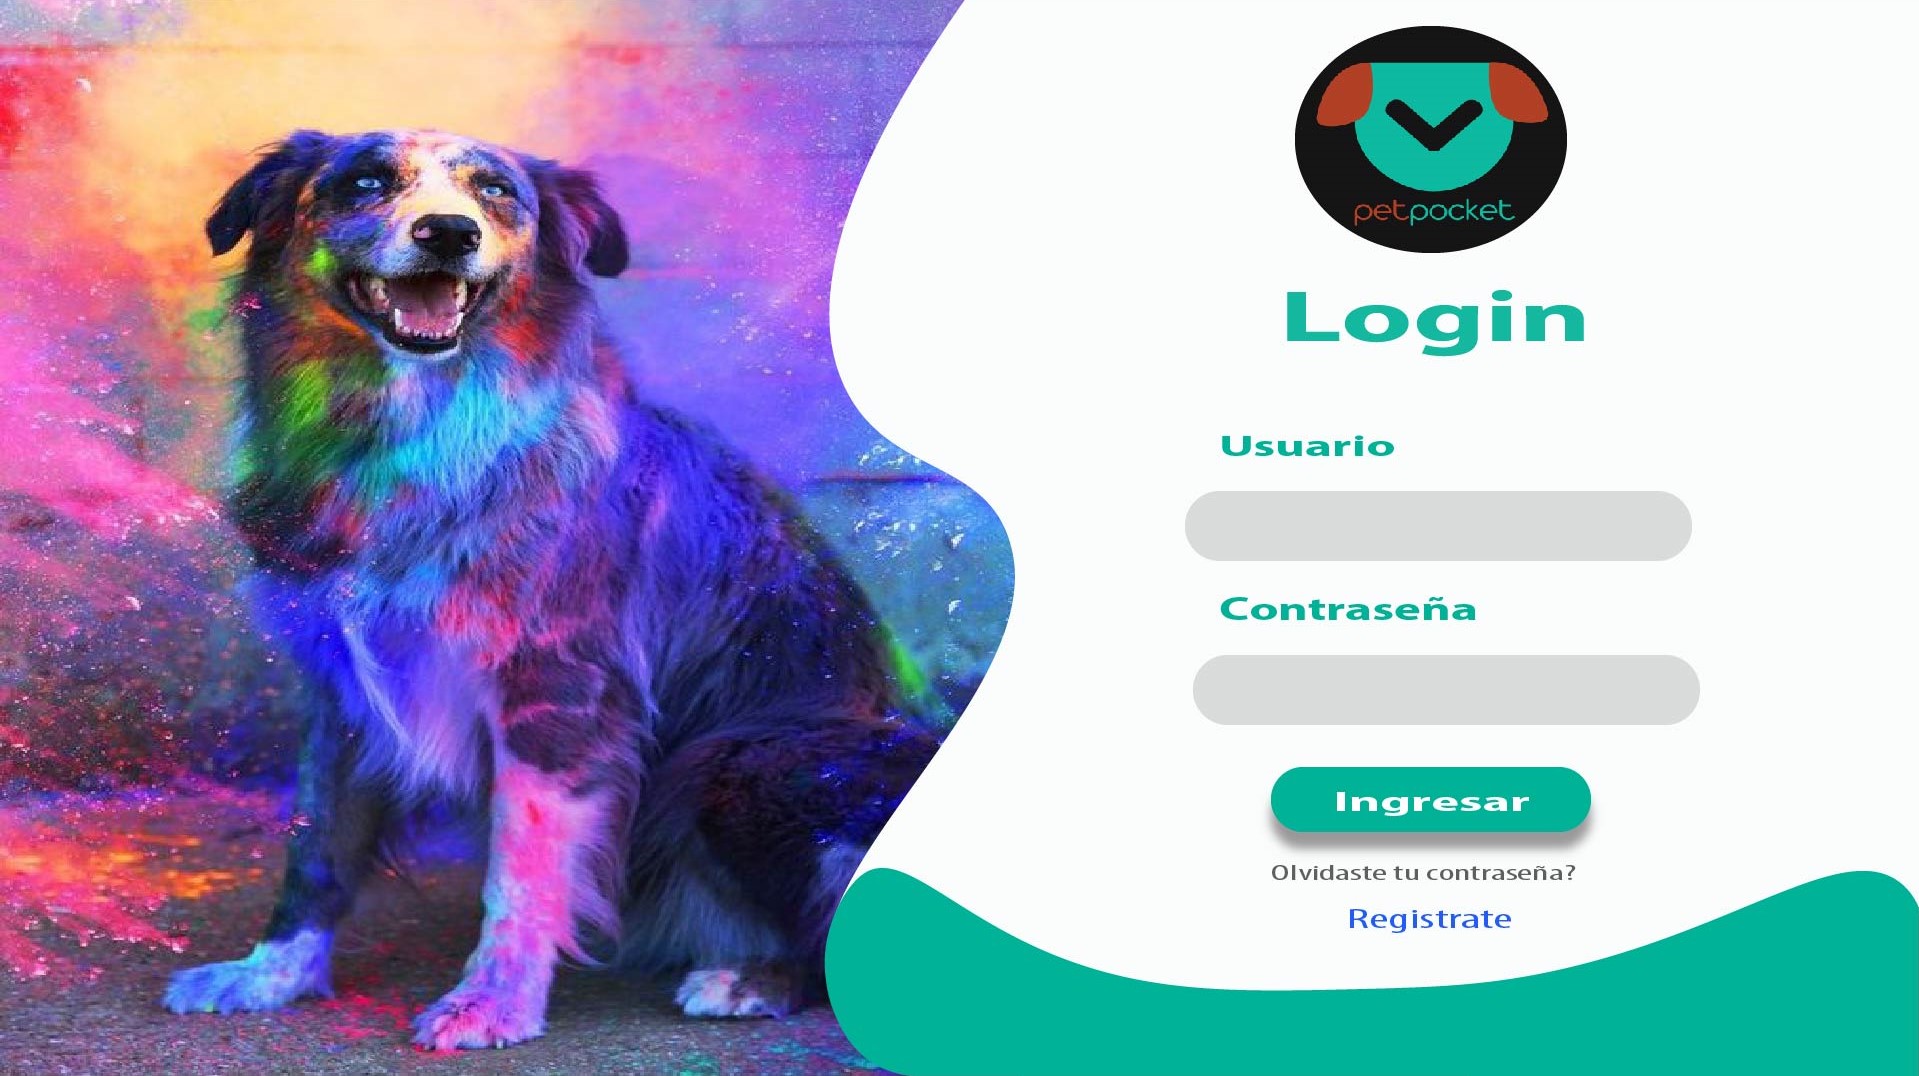 petpocket
Login
Usuario
Contraseña
Ingresar
Olvidaste tu contraseña?
Registrate